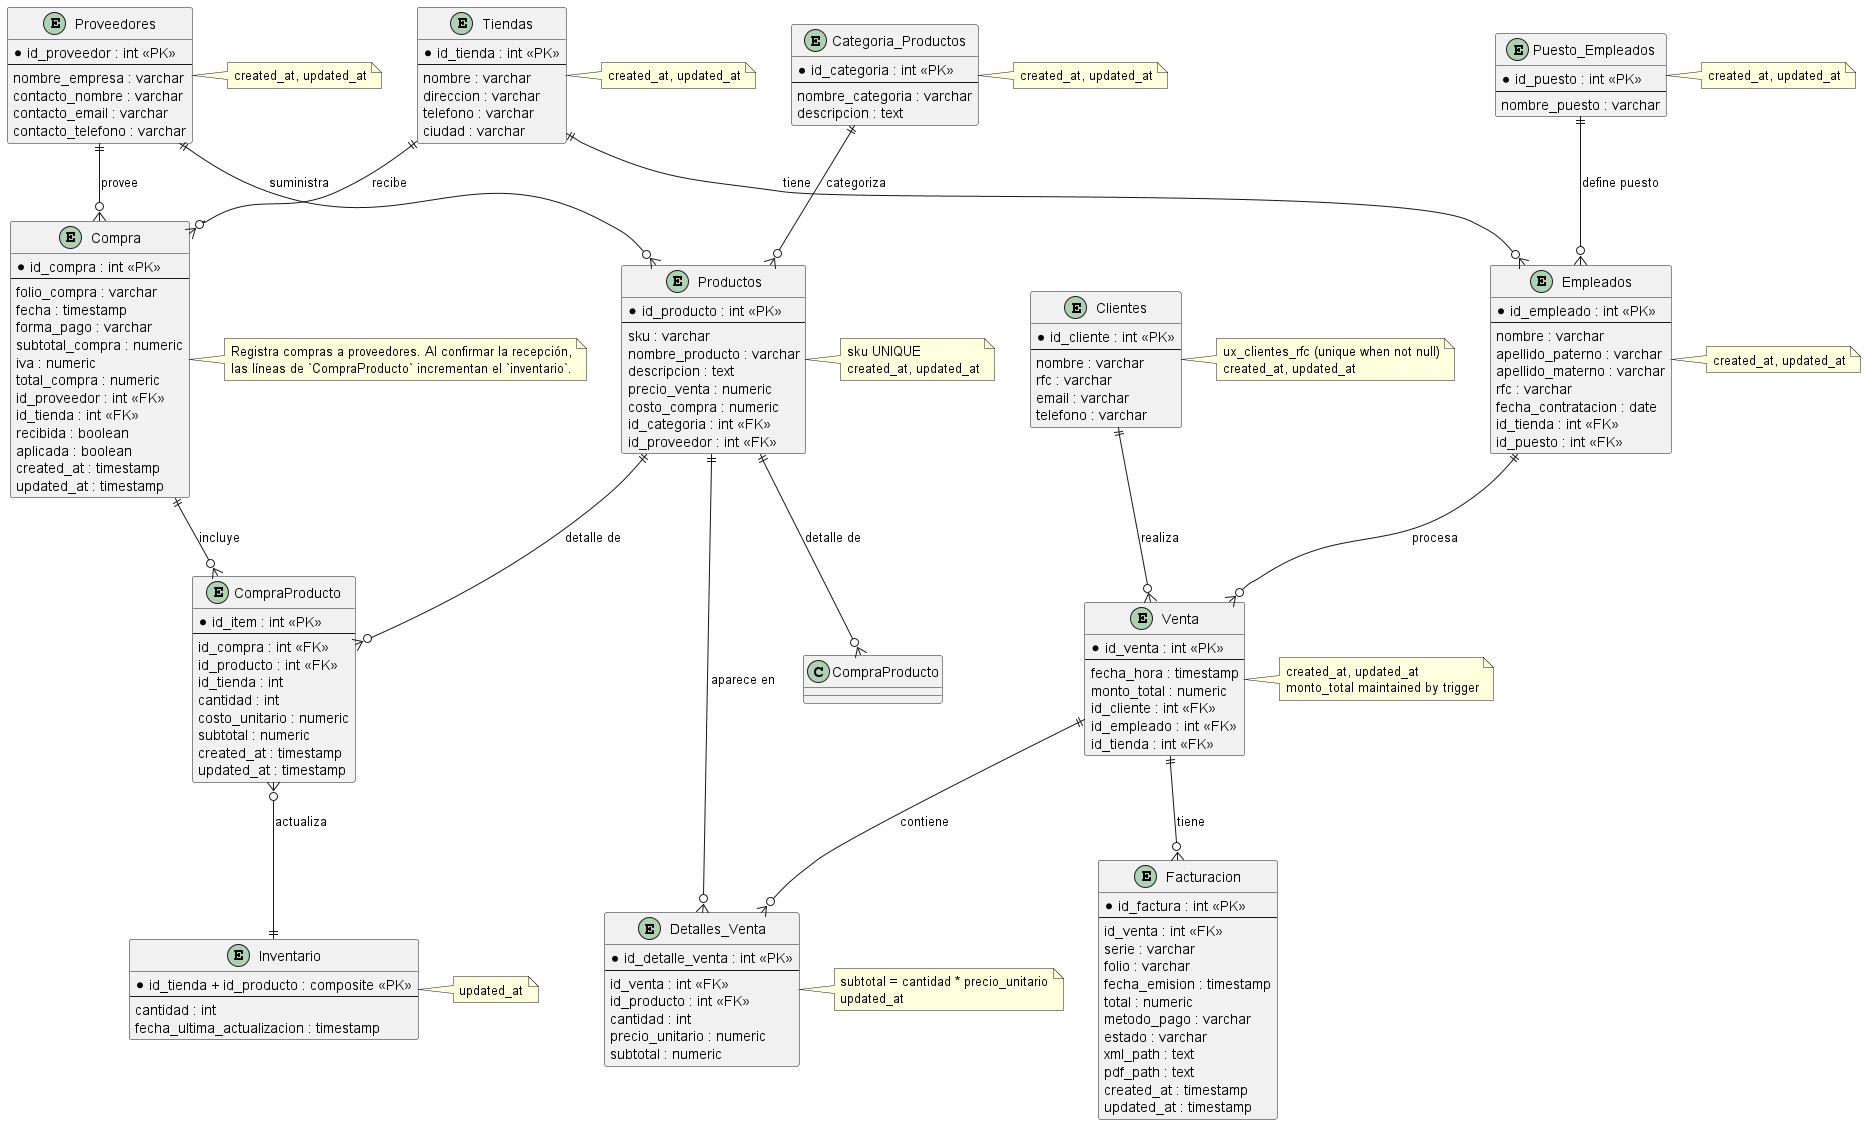 E Proveedores
* id_proveedor : int «PK»
nombre_empresa : varchar
contacto_nombre : varchar
contacto_email : varchar
contacto_telefono : varchar
created_at, updated_at
E Tiendas
* id_tienda : int «PK»
nombre : varchar
direccion : varchar
telefono : varchar
ciudad : varchar
created_at, updated_at
E Categoria_Productos
* id_categoria : int «PK»
nombre_categoria : varchar
descripcion : text
created_at, updated_at
E Puesto_Empleados
* id_puesto : int «PK»
nombre_puesto : varchar
created_at, updated_at
provee
suministra
recibe
tiene
categoriza
define puesto
E Compra
* id_compra : int «PK»
folio_compra : varchar
fecha : timestamp
forma_pago : varchar
subtotal_compra : numeric
iva : numeric
total_compra : numeric
id_proveedor : int «FK»
id_tienda : int «FK»
recibida : boolean
aplicada : boolean
created_at : timestamp
updated_at : timestamp
Registra compras a proveedores. Al confirmar la recepción,
las líneas de `CompraProducto` incrementan el `inventario`.
E Productos
* id_producto : int «PK»
sku : varchar
nombre_producto : varchar
descripcion : text
precio_venta : numeric
costo_compra : numeric
id_categoria : int «FK»
id_proveedor : int «FK»
sku UNIQUE
created_at, updated_at
E Clientes
* id_cliente : int «PK»
nombre : varchar
rfc : varchar
email : varchar
telefono : varchar
ux_clientes_rfc (unique when not null)
created_at, updated_at
E Empleados
* id_empleado : int «PK»
nombre : varchar
apellido_paterno : varchar
apellido_materno : varchar
rfc : varchar
fecha_contratacion : date
id_tienda : int «FK»
id_puesto : int «FK»
created_at, updated_at
incluye
detalle de
detalle de
realiza
procesa
E CompraProducto
* id_item : int «PK»
id_compra : int «FK»
id_producto : int «FK»
id_tienda : int
cantidad : int
costo_unitario : numeric
subtotal : numeric
created_at : timestamp
updated_at : timestamp
aparece en
C CompraProducto
E Venta
* id_venta : int «PK»
fecha_hora : timestamp
monto_total : numeric
id_cliente : int «FK»
id_empleado : int «FK»
id_tienda : int «FK»
created_at, updated_at
monto_total maintained by trigger
actualiza
contiene
tiene
E Inventario
* id_tienda + id_producto : composite «PK»
cantidad : int
fecha_ultima_actualizacion : timestamp
updated_at
E Detalles_Venta
* id_detalle_venta : int «PK»
id_venta : int «FK»
id_producto : int «FK»
cantidad : int
precio_unitario : numeric
subtotal : numeric
subtotal = cantidad * precio_unitario
updated_at
E Facturacion
* id_factura : int «PK»
id_venta : int «FK»
serie : varchar
folio : varchar
fecha_emision : timestamp
total : numeric
metodo_pago : varchar
estado : varchar
xml_path : text
pdf_path : text
created_at : timestamp
updated_at : timestamp